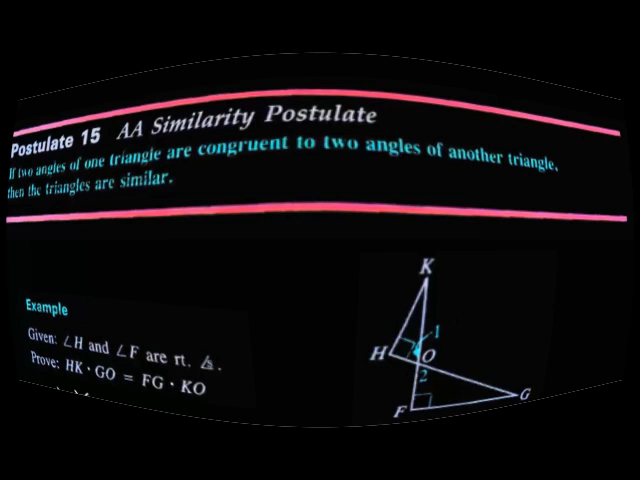 Postulate 15 AA Similarity Postulate
If two angles of one triangle are congruent to two angles of another triangle,
then the triangles are similar.
Example
Given: ∠H and ∠F are rt. ∠s.
Prove: HK · GO = FG · KO
K
1
H
O
2
G
F